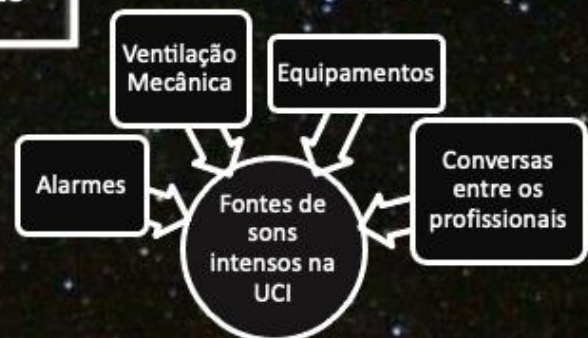 Ventilação
Mecânica
Equipamentos
Alarmes
Conversas
entre os
profissionais
Fontes de
sons
intensos na
UCI